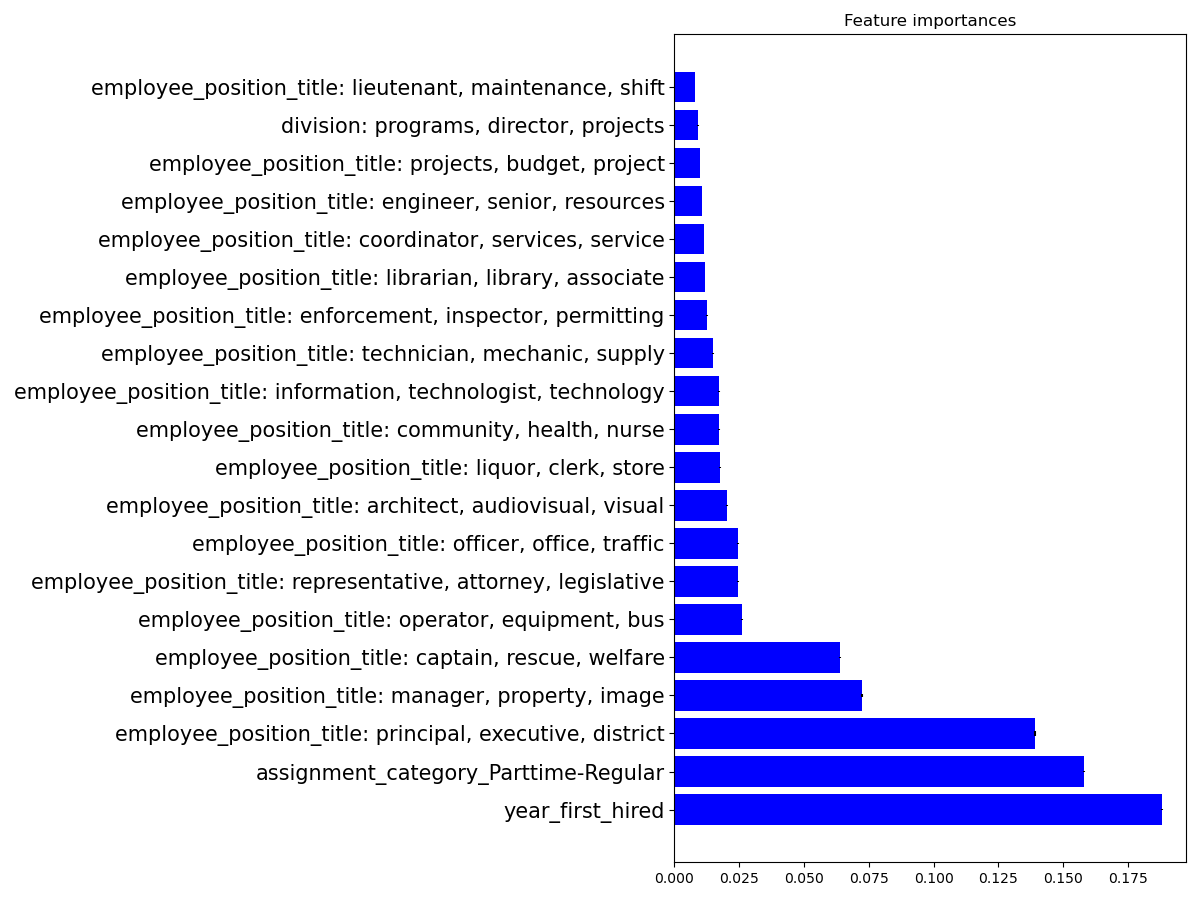 Feature importances
employee_position_title: lieutenant, maintenance, shift
division: programs, director, projects
employee_position_title: projects, budget, project
employee_position_title: engineer, senior, resources
employee_position_title: coordinator, services, service
employee_position_title: librarian, library, associate
employee_position_title: enforcement, inspector, permitting
employee_position_title: technician, mechanic, supply
employee_position_title: information, technologist, technology
employee_position_title: community, health, nurse
employee_position_title: liquor, clerk, store
employee_position_title: architect, audiovisual, visual
employee_position_title: officer, office, traffic
employee_position_title: representative, attorney, legislative
employee_position_title: operator, equipment, bus
employee_position_title: captain, rescue, welfare
employee_position_title: manager, property, image
employee_position_title: principal, executive, district
assignment_category_Parttime-Regular
year_first_hired
0.000 0.025 0.050 0.075 0.100 0.125 0.150 0.175